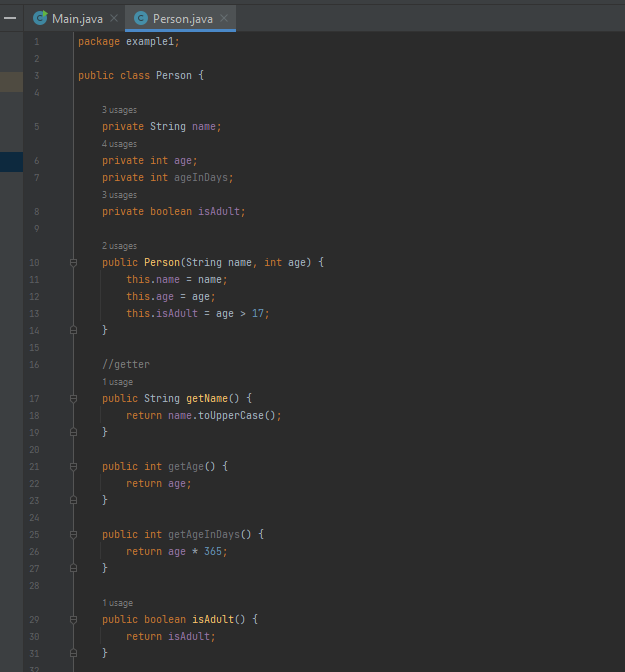 Main.java Person.java
1 package example1;
2
3 public class Person {
4
3 usages
5 private String name;
4 usages
6 private int age;
7 private int ageInDays;
3 usages
8 private boolean isAdult;
9
2 usages
10 public Person(String name, int age) {
11 this.name = name;
12 this.age = age;
13 this.isAdult = age > 17;
14 }
15
16 //getter
1 usage
17 public String getName() {
18 return name.toUpperCase();
19 }
20
21 public int getAge() {
22 return age;
23 }
24
25 public int getAgeInDays() {
26 return age * 365;
27 }
28
1 usage
29 public boolean isAdult() {
30 return isAdult;
31 }
32